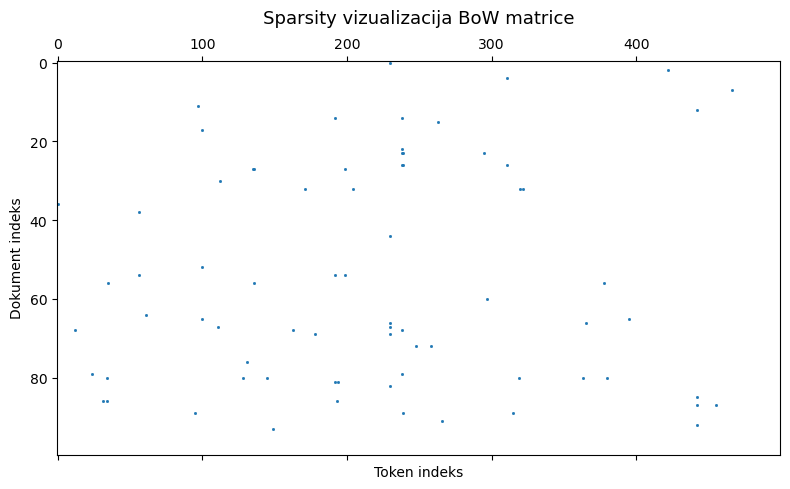 Sparsity vizualizacija BoW matrice
0 100 200 300 400
0
20
40
60
80
Dokument indeks
Token indeks